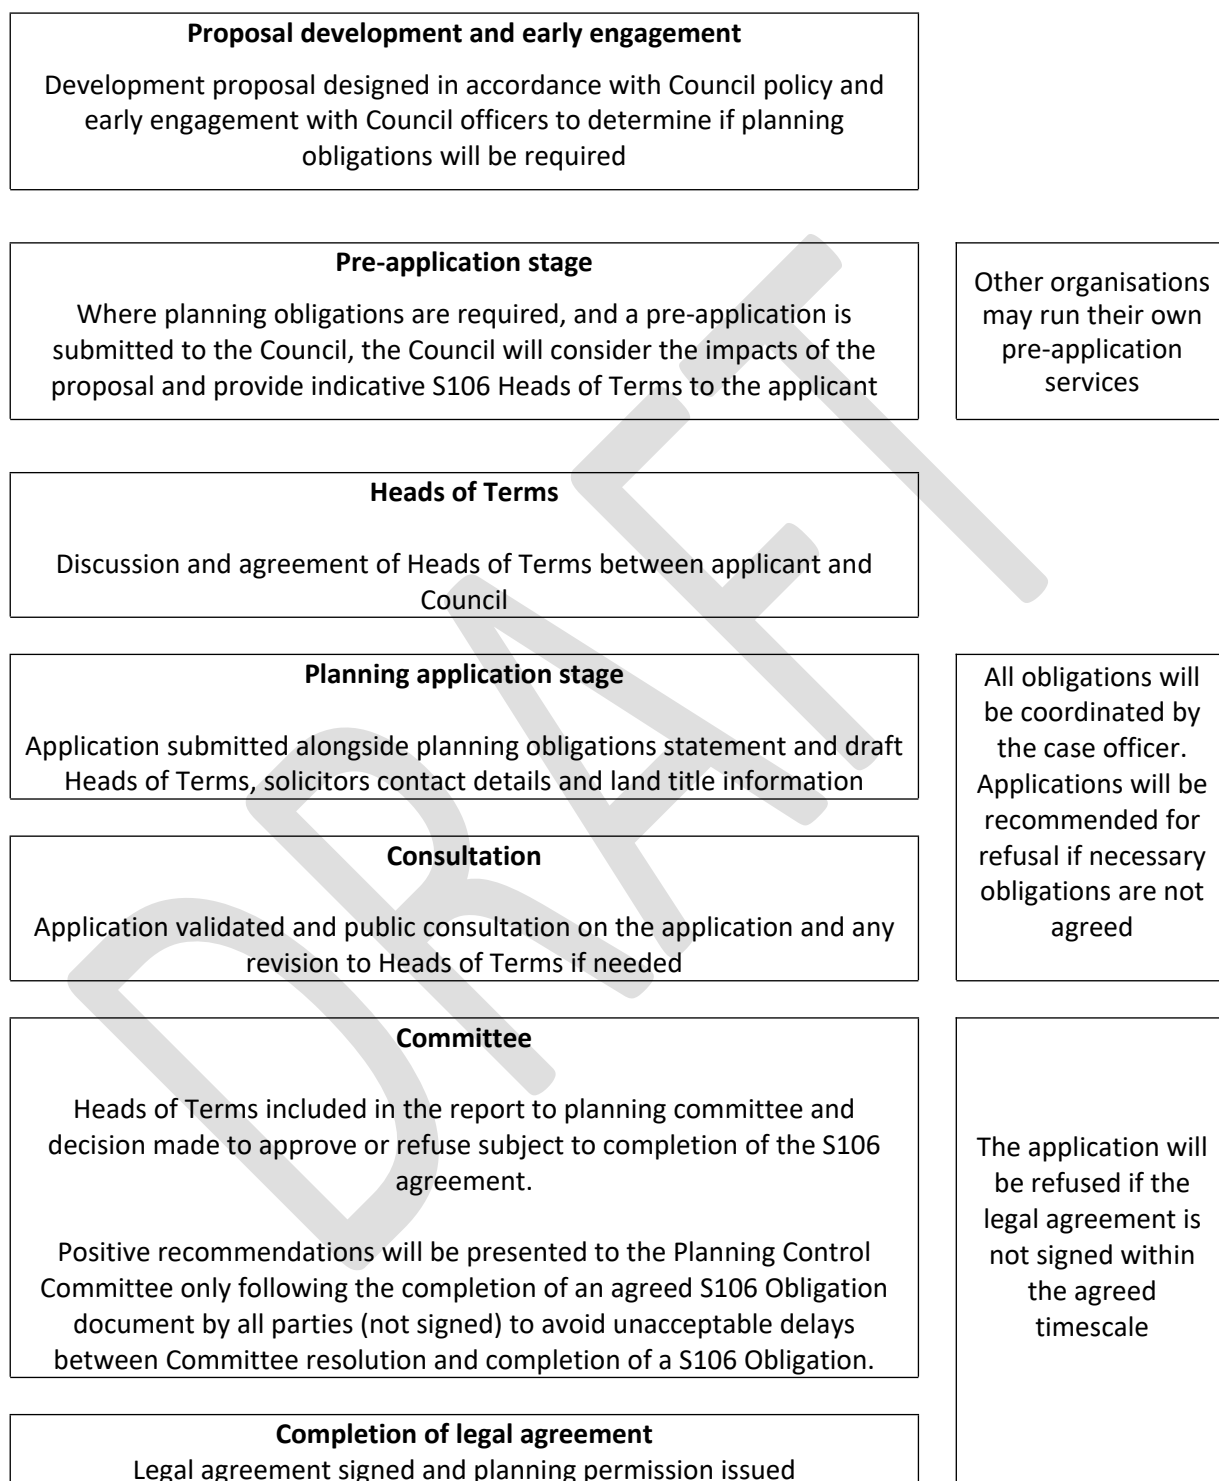 Proposal development and early engagement
Development proposal designed in accordance with Council policy and
early engagement with Council officers to determine if planning
obligations will be required
Pre-application stage
Where planning obligations are required, and a pre-application is
submitted to the Council, the Council will consider the impacts of the
proposal and provide indicative S106 Heads of Terms to the applicant
Other organisations
may run their own
pre-application
services
Heads of Terms
Discussion and agreement of Heads of Terms between applicant and
Council
Planning application stage
Application submitted alongside planning obligations statement and draft
Heads of Terms, solicitors contact details and land title information
All obligations will
be coordinated by
the case officer.
Applications will be
recommended for
refusal if necessary
obligations are not
agreed
Consultation
Application validated and public consultation on the application and any
revision to Heads of Terms if needed
Committee
Heads of Terms included in the report to planning committee and
decision made to approve or refuse subject to completion of the S106
agreement.
Positive recommendations will be presented to the Planning Control
Committee only following the completion of an agreed S106 Obligation
document by all parties (not signed) to avoid unacceptable delays
between Committee resolution and completion of a S106 Obligation.
The application will
be refused if the
legal agreement is
not signed within
the agreed
timescale
Completion of legal agreement
Legal agreement signed and planning permission issued
DRAFT